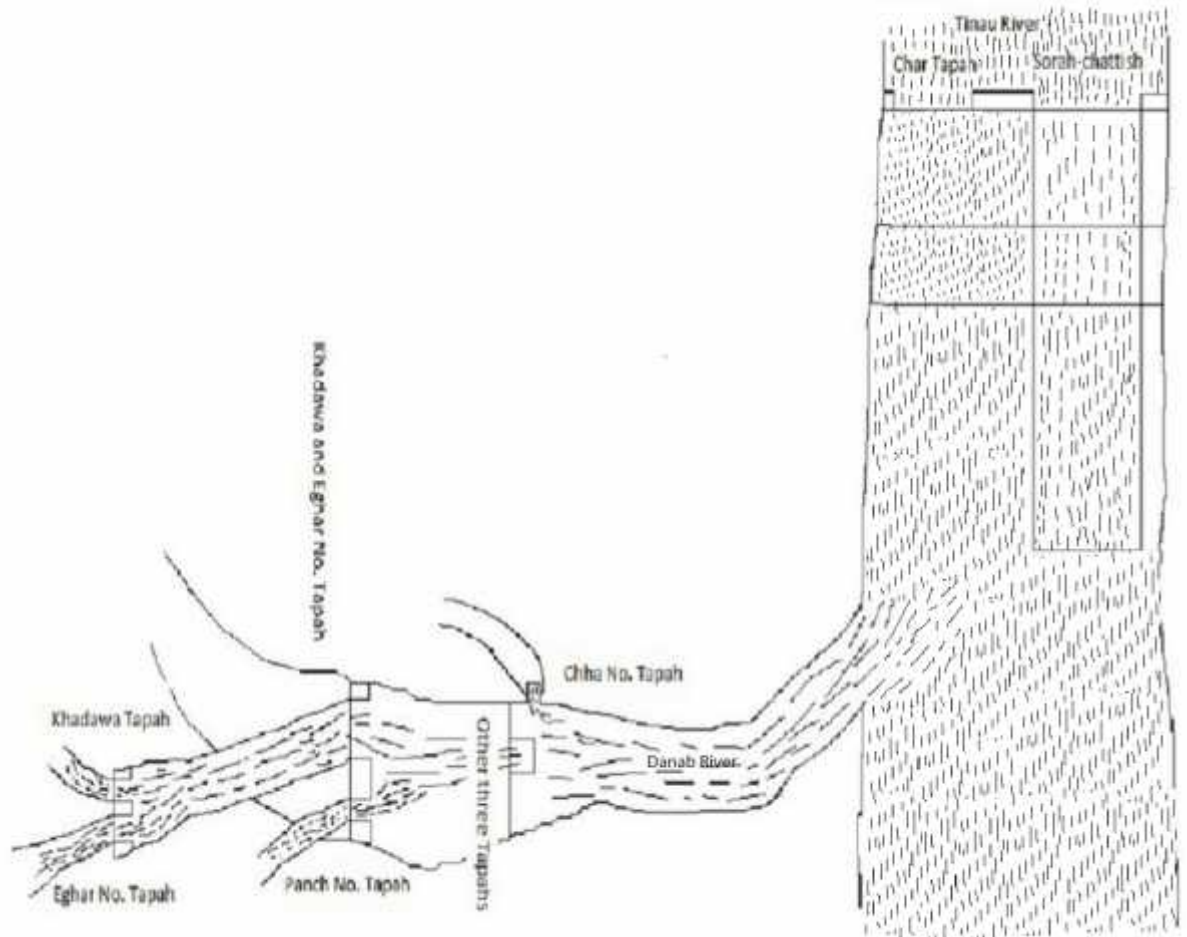 Tinau River
Char Tapah
Sorah-chattish
Khadawa and Eghar No. Tapah
Chha No. Tapah
Khadawa Tapah
Other three Tapahs
Danab River
Panch No. Tapah
Eghar No. Tapah